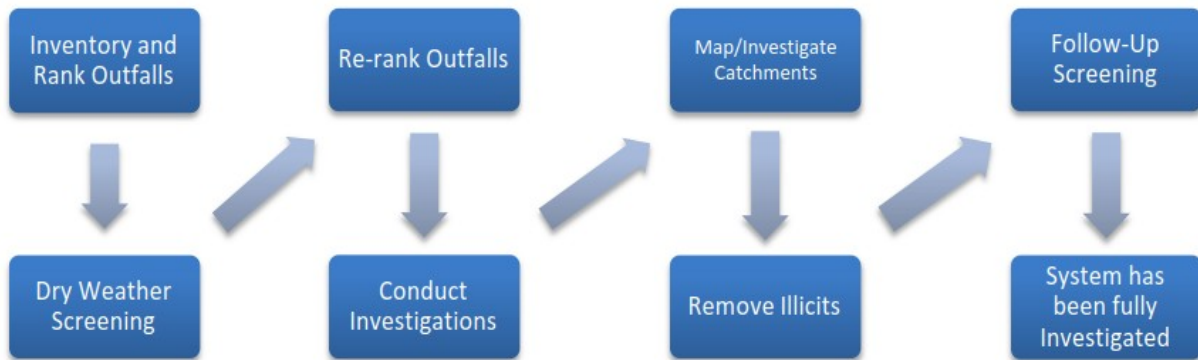 Inventory and
Rank Outfalls
Dry Weather
Screening
Re-rank Outfalls
Conduct
Investigations
Map/Investigate
Catchments
Remove Illicits
Follow-Up
Screening
System has
been fully
Investigated